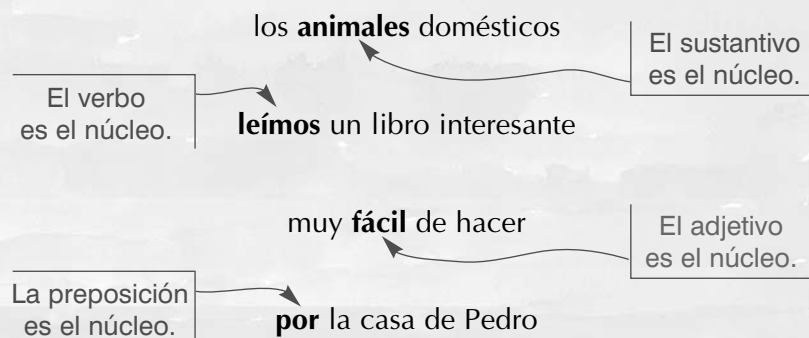 los animales domésticos
El sustantivo
es el núcleo.
El verbo
es el núcleo.
leímos un libro interesante
muy fácil de hacer
El adjetivo
es el núcleo.
La preposición
es el núcleo.
por la casa de Pedro